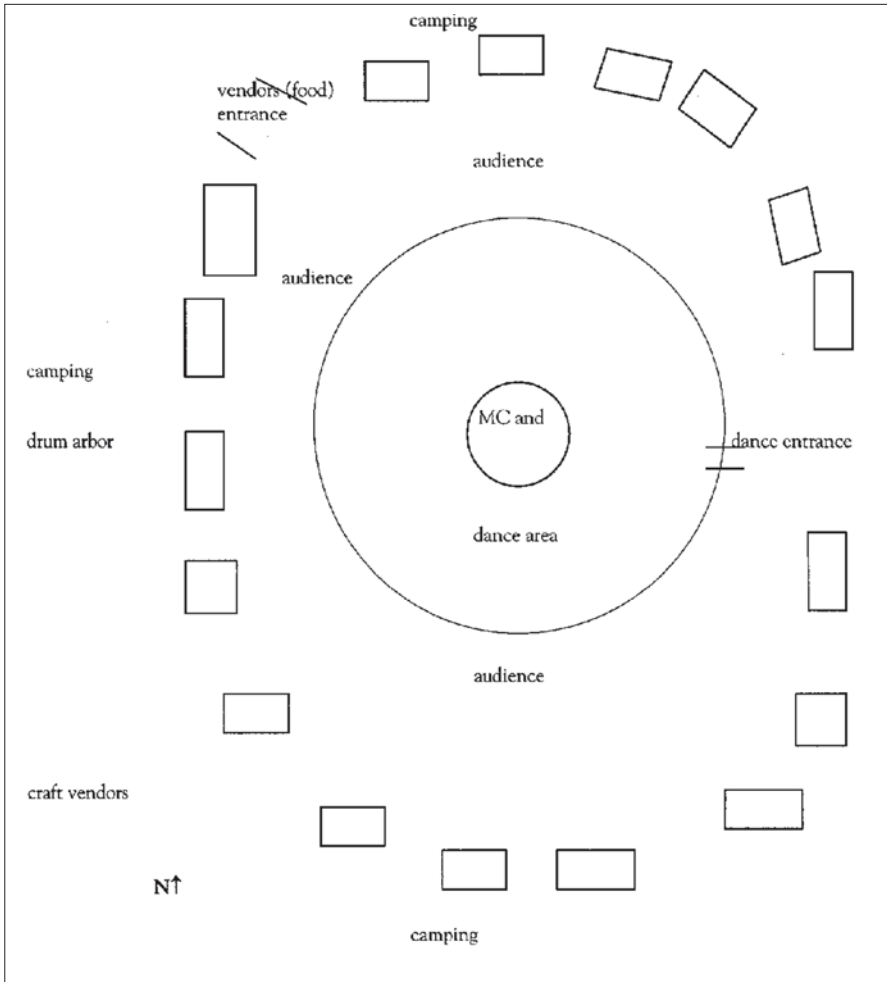 camping
vendors (food)
entrance
audience
audience
camping
MC and
drum arbor
dance entrance
dance area
audience
craft vendors
N↑
camping